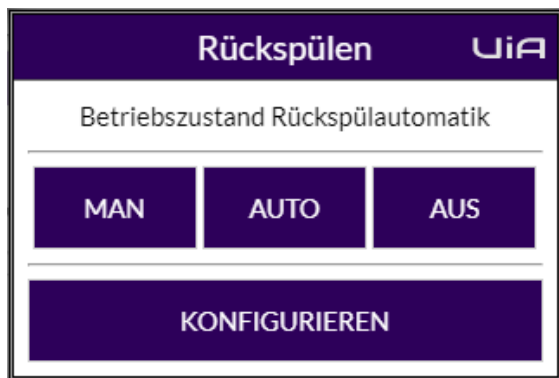 Rückspülen UiA
Betriebszustand Rückspülautomatik
MAN AUTO AUS
KONFIGURIEREN